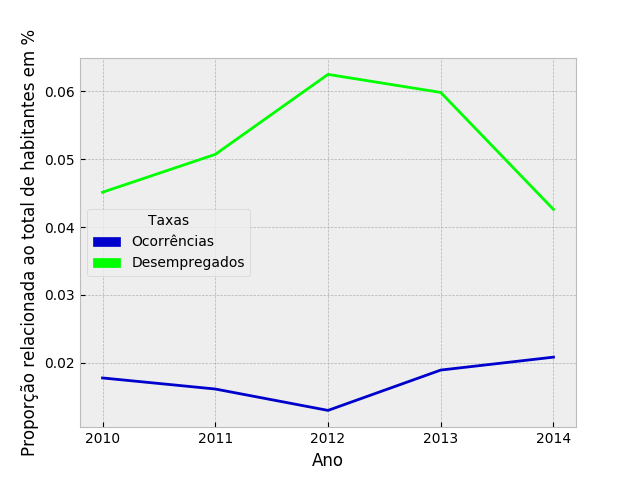 Proporção relacionada ao total de habitantes em %
0.06
0.05
0.04
0.03
0.02
Taxas
Ocorrências
Desempregados
2010 2011 2012 2013 2014
Ano